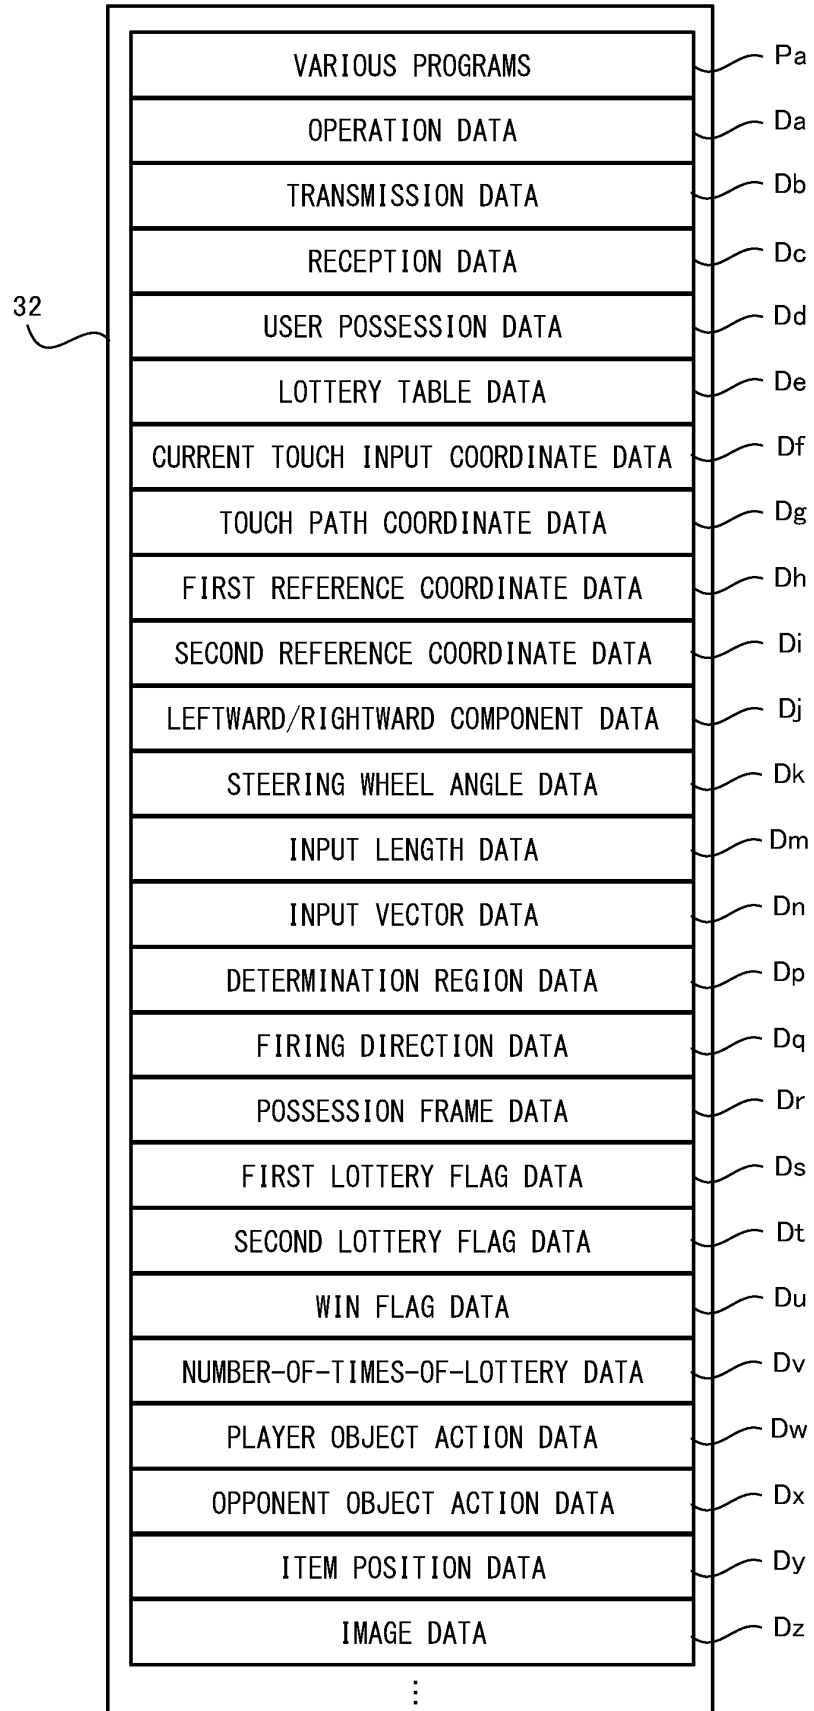 VARIOUS PROGRAMS Pa
OPERATION DATA Da
TRANSMISSION DATA Db
RECEPTION DATA Dc
32
USER POSSESSION DATA Dd
LOTTERY TABLE DATA De
CURRENT TOUCH INPUT COORDINATE DATA Df
TOUCH PATH COORDINATE DATA Dg
FIRST REFERENCE COORDINATE DATA Dh
SECOND REFERENCE COORDINATE DATA Di
LEFTWARD/RIGHTWARD COMPONENT DATA Dj
STEERING WHEEL ANGLE DATA Dk
INPUT LENGTH DATA Dm
INPUT VECTOR DATA Dn
DETERMINATION REGION DATA Dp
FIRING DIRECTION DATA Dq
POSSESSION FRAME DATA Dr
FIRST LOTTERY FLAG DATA Ds
SECOND LOTTERY FLAG DATA Dt
WIN FLAG DATA Du
NUMBER-OF-TIMES-OF-LOTTERY DATA Dv
PLAYER OBJECT ACTION DATA Dw
OPPONENT OBJECT ACTION DATA Dx
ITEM POSITION DATA Dy
IMAGE DATA Dz
⋮